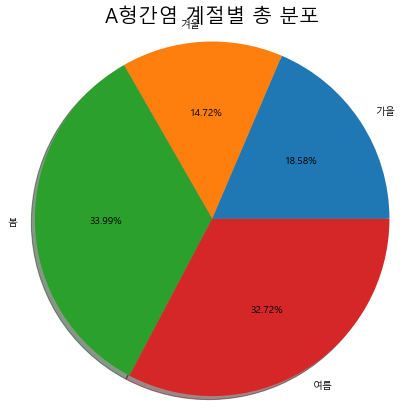 A형간염 계절별 총 분포
겨울
가을
14.72%
18.58%
봄
33.99%
32.72%
여름